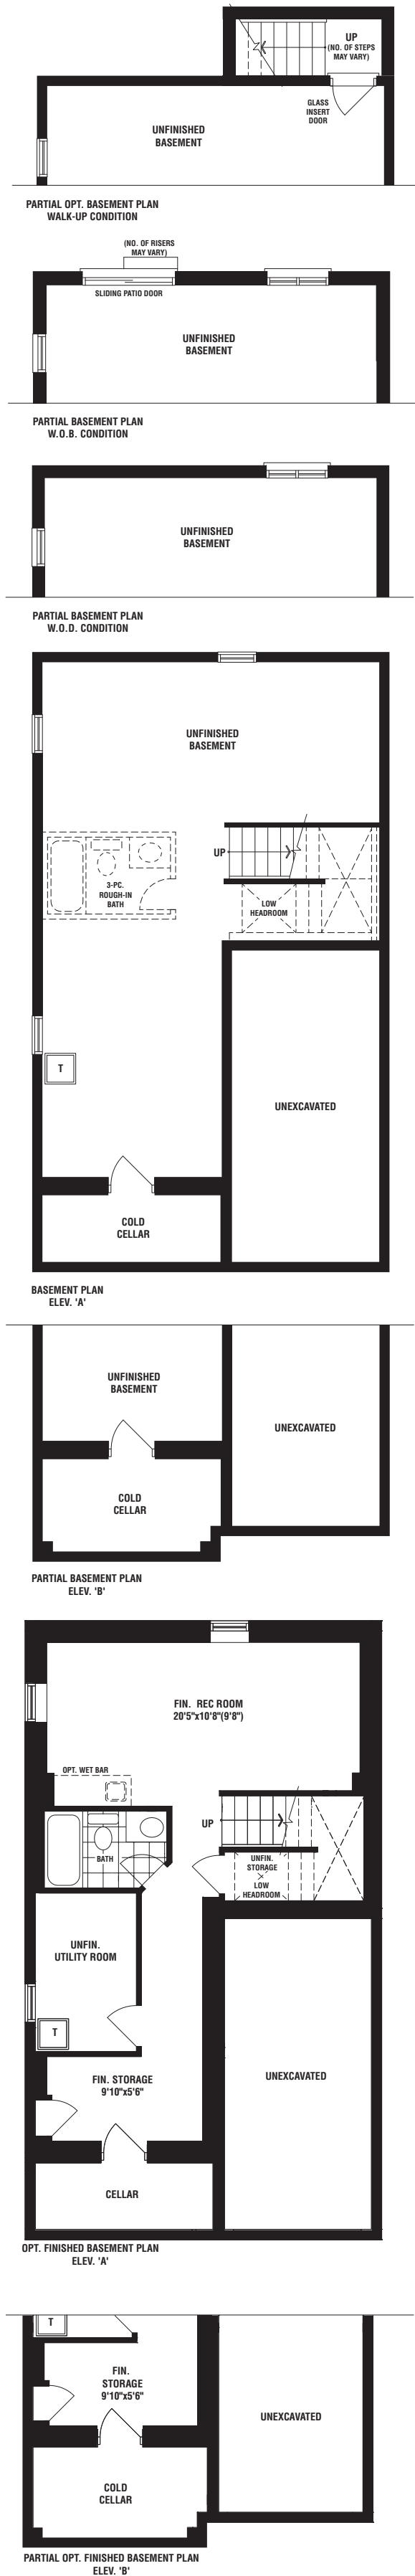 UP
(NO. OF STEPS
MAY VARY)
GLASS
INSERT
DOOR
UNFINISHED
BASEMENT
PARTIAL OPT. BASEMENT PLAN
WALK-UP CONDITION
(NO. OF RISERS
MAY VARY)
SLIDING PATIO DOOR
UNFINISHED
BASEMENT
PARTIAL BASEMENT PLAN
W.O.B. CONDITION
UNFINISHED
BASEMENT
PARTIAL BASEMENT PLAN
W.O.D. CONDITION
UNFINISHED
BASEMENT
UP
3-PC.
ROUGH-IN
BATH
LOW
HEADROOM
T
UNEXCAVATED
COLD
CELLAR
BASEMENT PLAN
ELEV. 'A'
UNFINISHED
BASEMENT
UNEXCAVATED
COLD
CELLAR
PARTIAL BASEMENT PLAN
ELEV. 'B'
FIN. REC ROOM
20'5"x10'8"(9'8")
OPT. WET BAR
UP
BATH
UNFIN.
STORAGE
LOW
HEADROOM
UNFIN.
UTILITY ROOM
T
FIN. STORAGE
9'10"x5'6"
UNEXCAVATED
CELLAR
OPT. FINISHED BASEMENT PLAN
ELEV. 'A'
T
FIN.
STORAGE
9'10"x5'6"
UNEXCAVATED
COLD
CELLAR
PARTIAL OPT. FINISHED BASEMENT PLAN
ELEV. 'B'